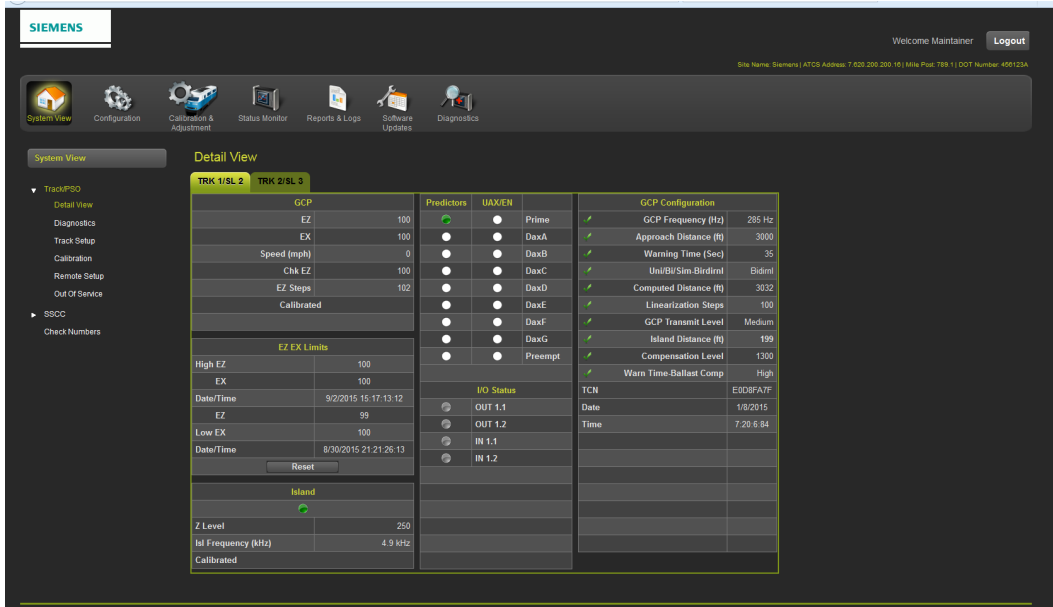 SIEMENS
Welcome Maintainer
Logout
Site Name: Siemens | ATCS Address: 7.620.200.200.16 | Mile Post: 789.1 | DOT Number: 456123A
System View
Configuration
Calibration &
Adjustment
Status Monitor
Reports & Logs
Software
Updates
Diagnostics
System View
Track/PSO
Detail View
Diagnostics
Track Setup
Calibration
Remote Setup
Out Of Service
SSCC
Check Numbers
Detail View
TRK 1/SL 2 TRK 2/SL 3
GCP
EZ 100
EX 100
Speed (mph) 0
Chk EZ 100
EZ Steps 102
Calibrated
EZ EX Limits
High EZ 100
EX 100
Date/Time 9/2/2015 15:17:13:12
EZ 99
Low EX 100
Date/Time 8/30/2015 21:21:26:13
Reset
Island
Z Level 250
Isl Frequency (kHz) 4.9 kHz
Calibrated
Predictors UAX/EN
Prime
DaxA
DaxB
DaxC
DaxD
DaxE
DaxF
DaxG
Preempt
I/O Status
OUT 1.1
OUT 1.2
IN 1.1
IN 1.2
GCP Configuration
GCP Frequency (Hz) 285 Hz
Approach Distance (ft) 3000
Warning Time (Sec) 35
Uni/Bi/Sim-Birdirnl Bidirnl
Computed Distance (ft) 3032
Linearization Steps 100
GCP Transmit Level Medium
Island Distance (ft) 199
Compensation Level 1300
Warn Time-Ballast Comp High
TCN E0D8FA7F
Date 1/8/2015
Time 7:20:6:84